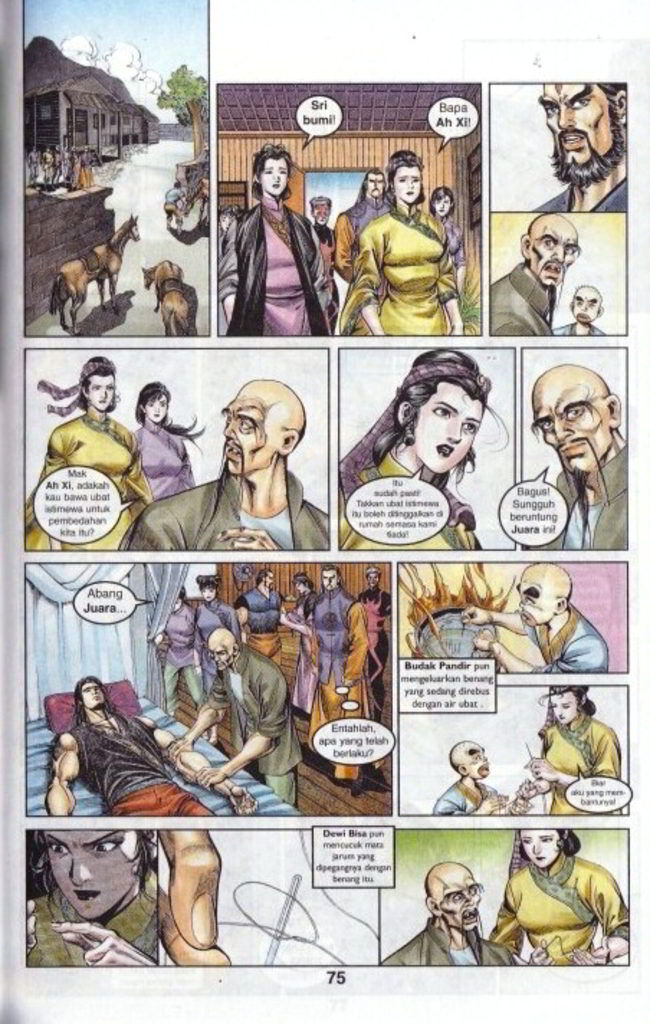 Sri
bumi!
Bapa
Ah Xi!
Mak
Ah Xi, adakah
kau bawa ubat
istimewa untuk
pembedahan
kita itu?
Itu
sudah pasti!
Takkan ubat istimewa
itu boleh ditinggalkan di
rumah semasa kami
tiada!
Bagus!
Sungguh
beruntung
Juara ini!
Abang
Juara...
Entahlah,
apa yang telah
berlaku?
Budak Pandir pun
mengeluarkan benang
yang sedang direbus
dengan air ubat .
Biar
aku yang mem-
bantunya!
Dewi Bisa pun
mencucuk mata
jarum yang
dipegangnya dengan
benang itu.
75